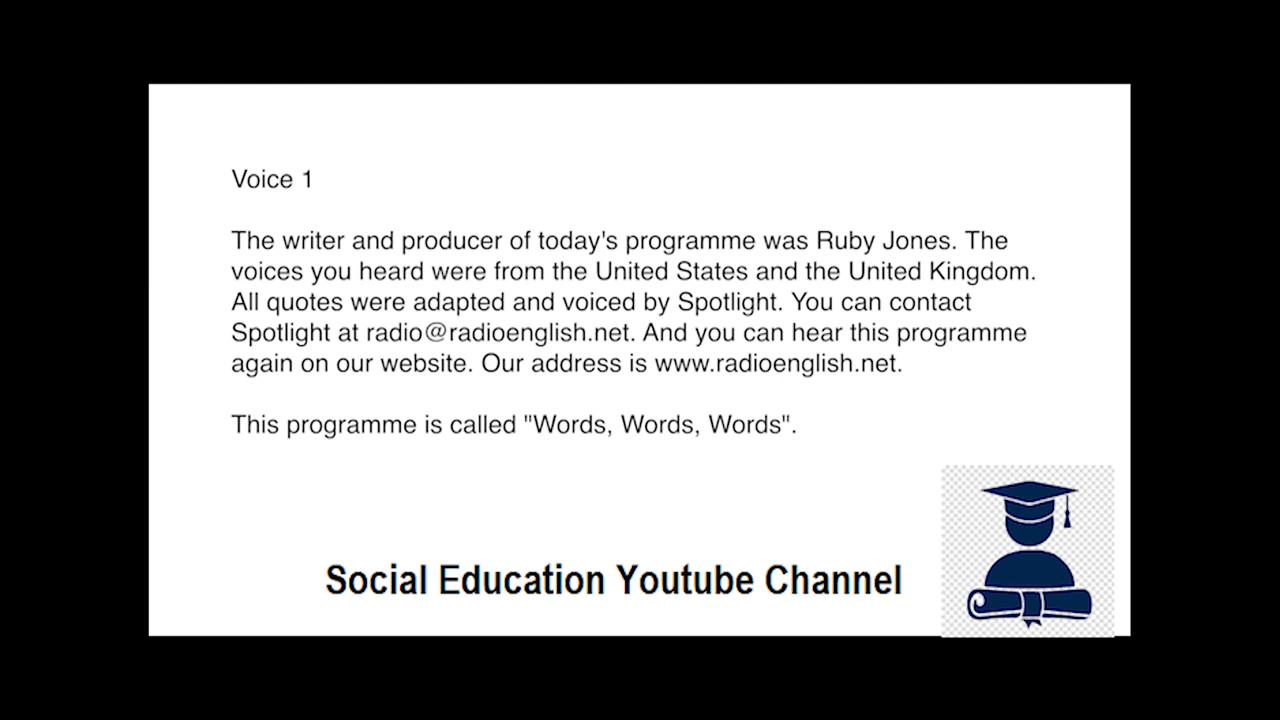 Voice 1
The writer and producer of today's programme was Ruby Jones. The
voices you heard were from the United States and the United Kingdom.
All quotes were adapted and voiced by Spotlight. You can contact
Spotlight at radio@radioenglish.net. And you can hear this programme
again on our website. Our address is www.radioenglish.net.
This programme is called "Words, Words, Words".
Social Education Youtube Channel